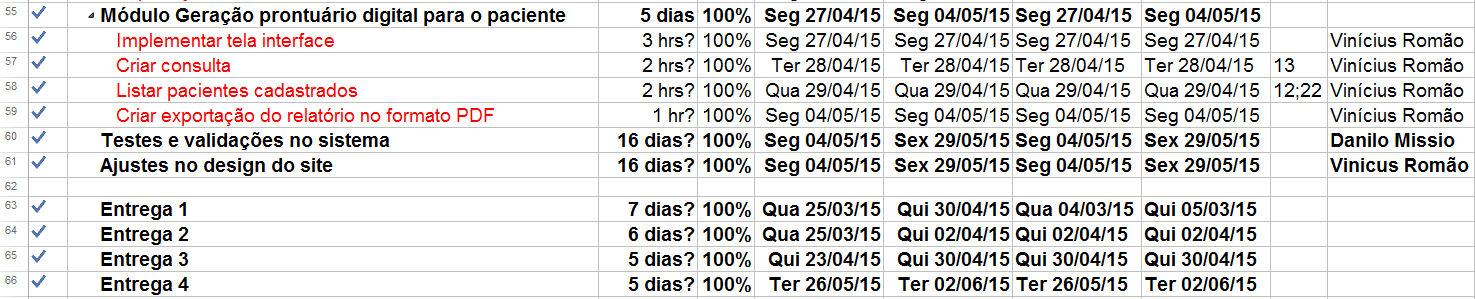 55 Módulo Geração prontuário digital para o paciente 5 dias 100% Seg 27/04/15 Seg 04/05/15 Seg 27/04/15 Seg 04/05/15
56 Implementar tela interface 3 hrs? 100% Seg 27/04/15 Seg 27/04/15 Seg 27/04/15 Seg 27/04/15 Vinícius Romão
57 Criar consulta 2 hrs? 100% Ter 28/04/15 Ter 28/04/15 Ter 28/04/15 Ter 28/04/15 13 Vinícius Romão
58 Listar pacientes cadastrados 2 hrs? 100% Qua 29/04/15 Qua 29/04/15 Qua 29/04/15 Qua 29/04/15 12;22 Vinícius Romão
59 Criar exportação do relatório no formato PDF 1 hr? 100% Seg 04/05/15 Seg 04/05/15 Seg 04/05/15 Seg 04/05/15 Vinícius Romão
60 Testes e validações no sistema 16 dias? 100% Seg 04/05/15 Sex 29/05/15 Seg 04/05/15 Sex 29/05/15 Danilo Missio
61 Ajustes no design do site 16 dias? 100% Seg 04/05/15 Sex 29/05/15 Seg 04/05/15 Sex 29/05/15 Vinicus Romão
62
63 Entrega 1 7 dias? 100% Qua 25/03/15 Qui 30/04/15 Qua 04/03/15 Qui 05/03/15
64 Entrega 2 6 dias? 100% Qua 25/03/15 Qui 02/04/15 Qui 02/04/15 Qui 02/04/15
65 Entrega 3 5 dias? 100% Qui 23/04/15 Qui 30/04/15 Qui 30/04/15 Qui 30/04/15
66 Entrega 4 5 dias? 100% Ter 26/05/15 Ter 02/06/15 Ter 26/05/15 Ter 02/06/15